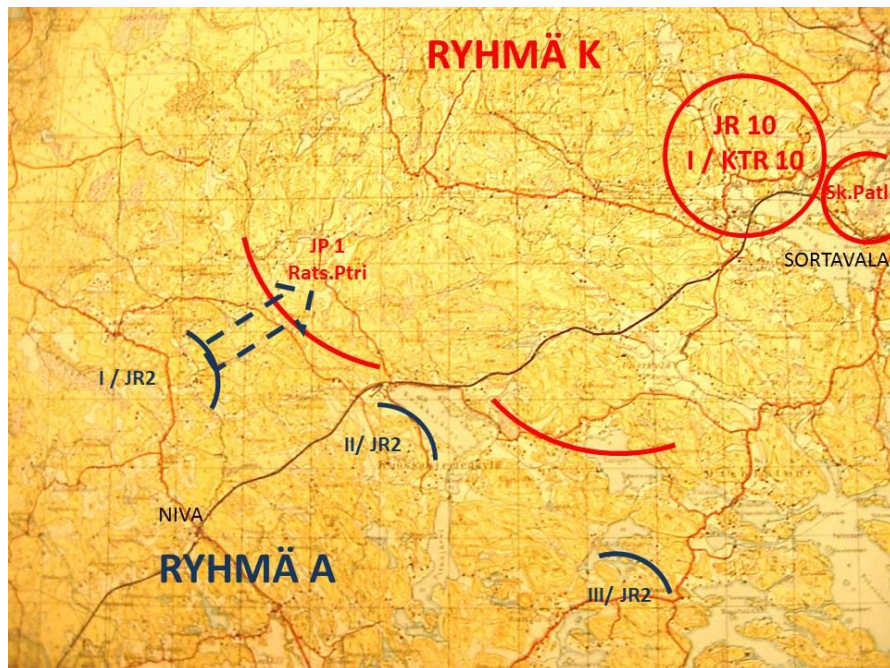 RYHMÄ K
JR 10
I / KTR 10
Sk.Patl
SORTAVALA
JP 1
Rats.Ptri
I / JR2
II/ JR2
NIVA
RYHMÄ A
III/ JR2